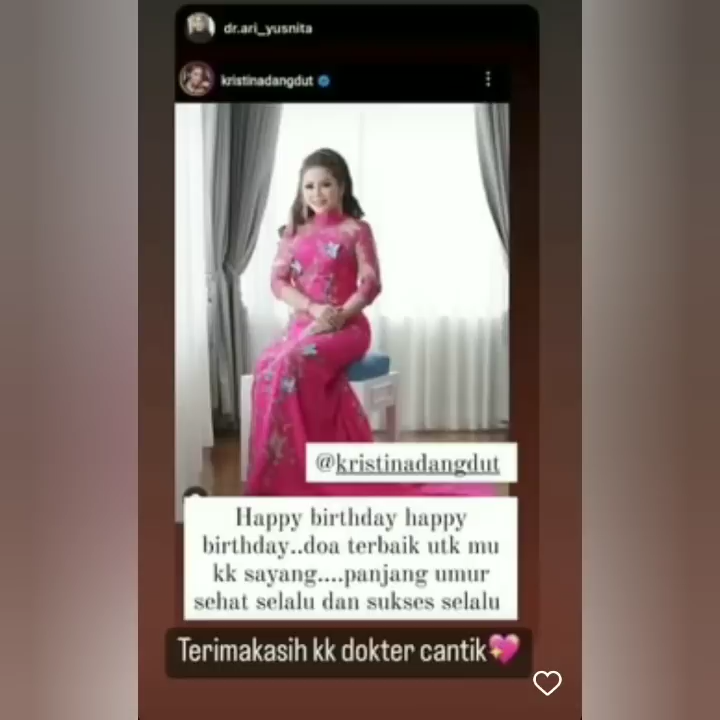 dr.ari_yusnita
kristinadangdut
@kristinadangdut
Happy birthday happy
birthday..doa terbaik utk mu
kk sayang....panjang umur
sehat selalu dan sukses selalu
Terimakasih kk dokter cantik💖